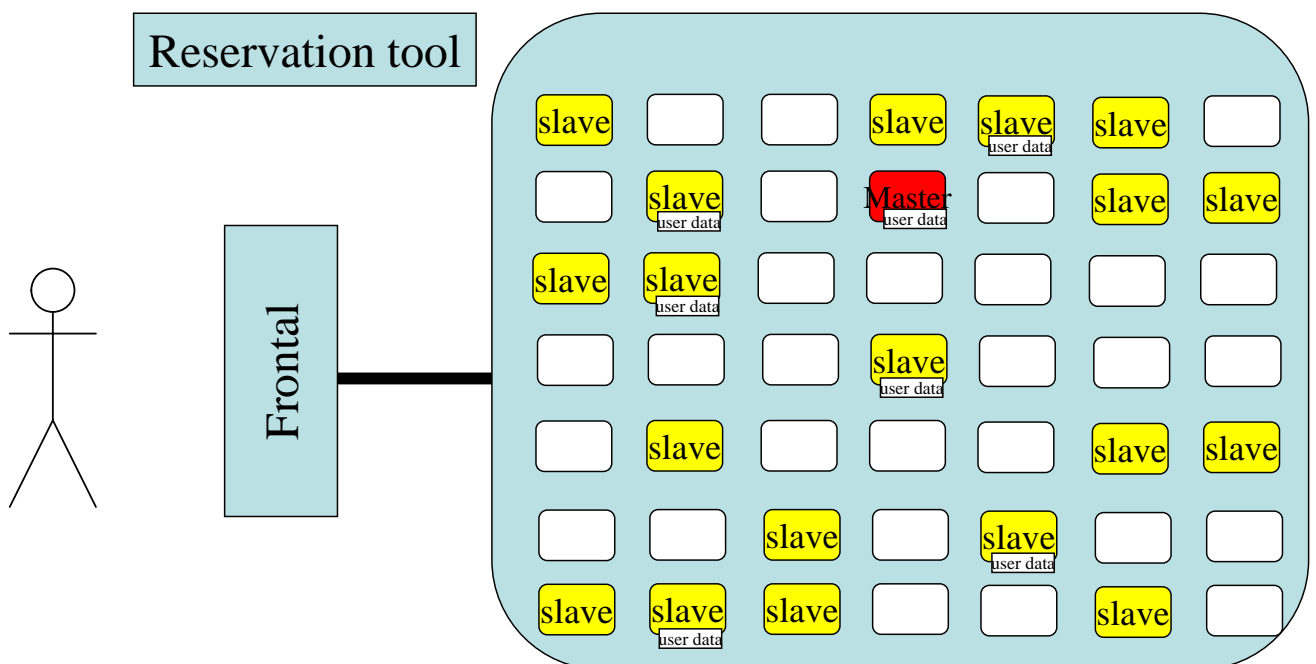 Reservation tool
slave slave slave slave
user data
slave Master slave slave
user data user data
slave slave
user data
slave
user data
Frontal
slave slave slave
slave slave
user data
slave slave slave slave
user data